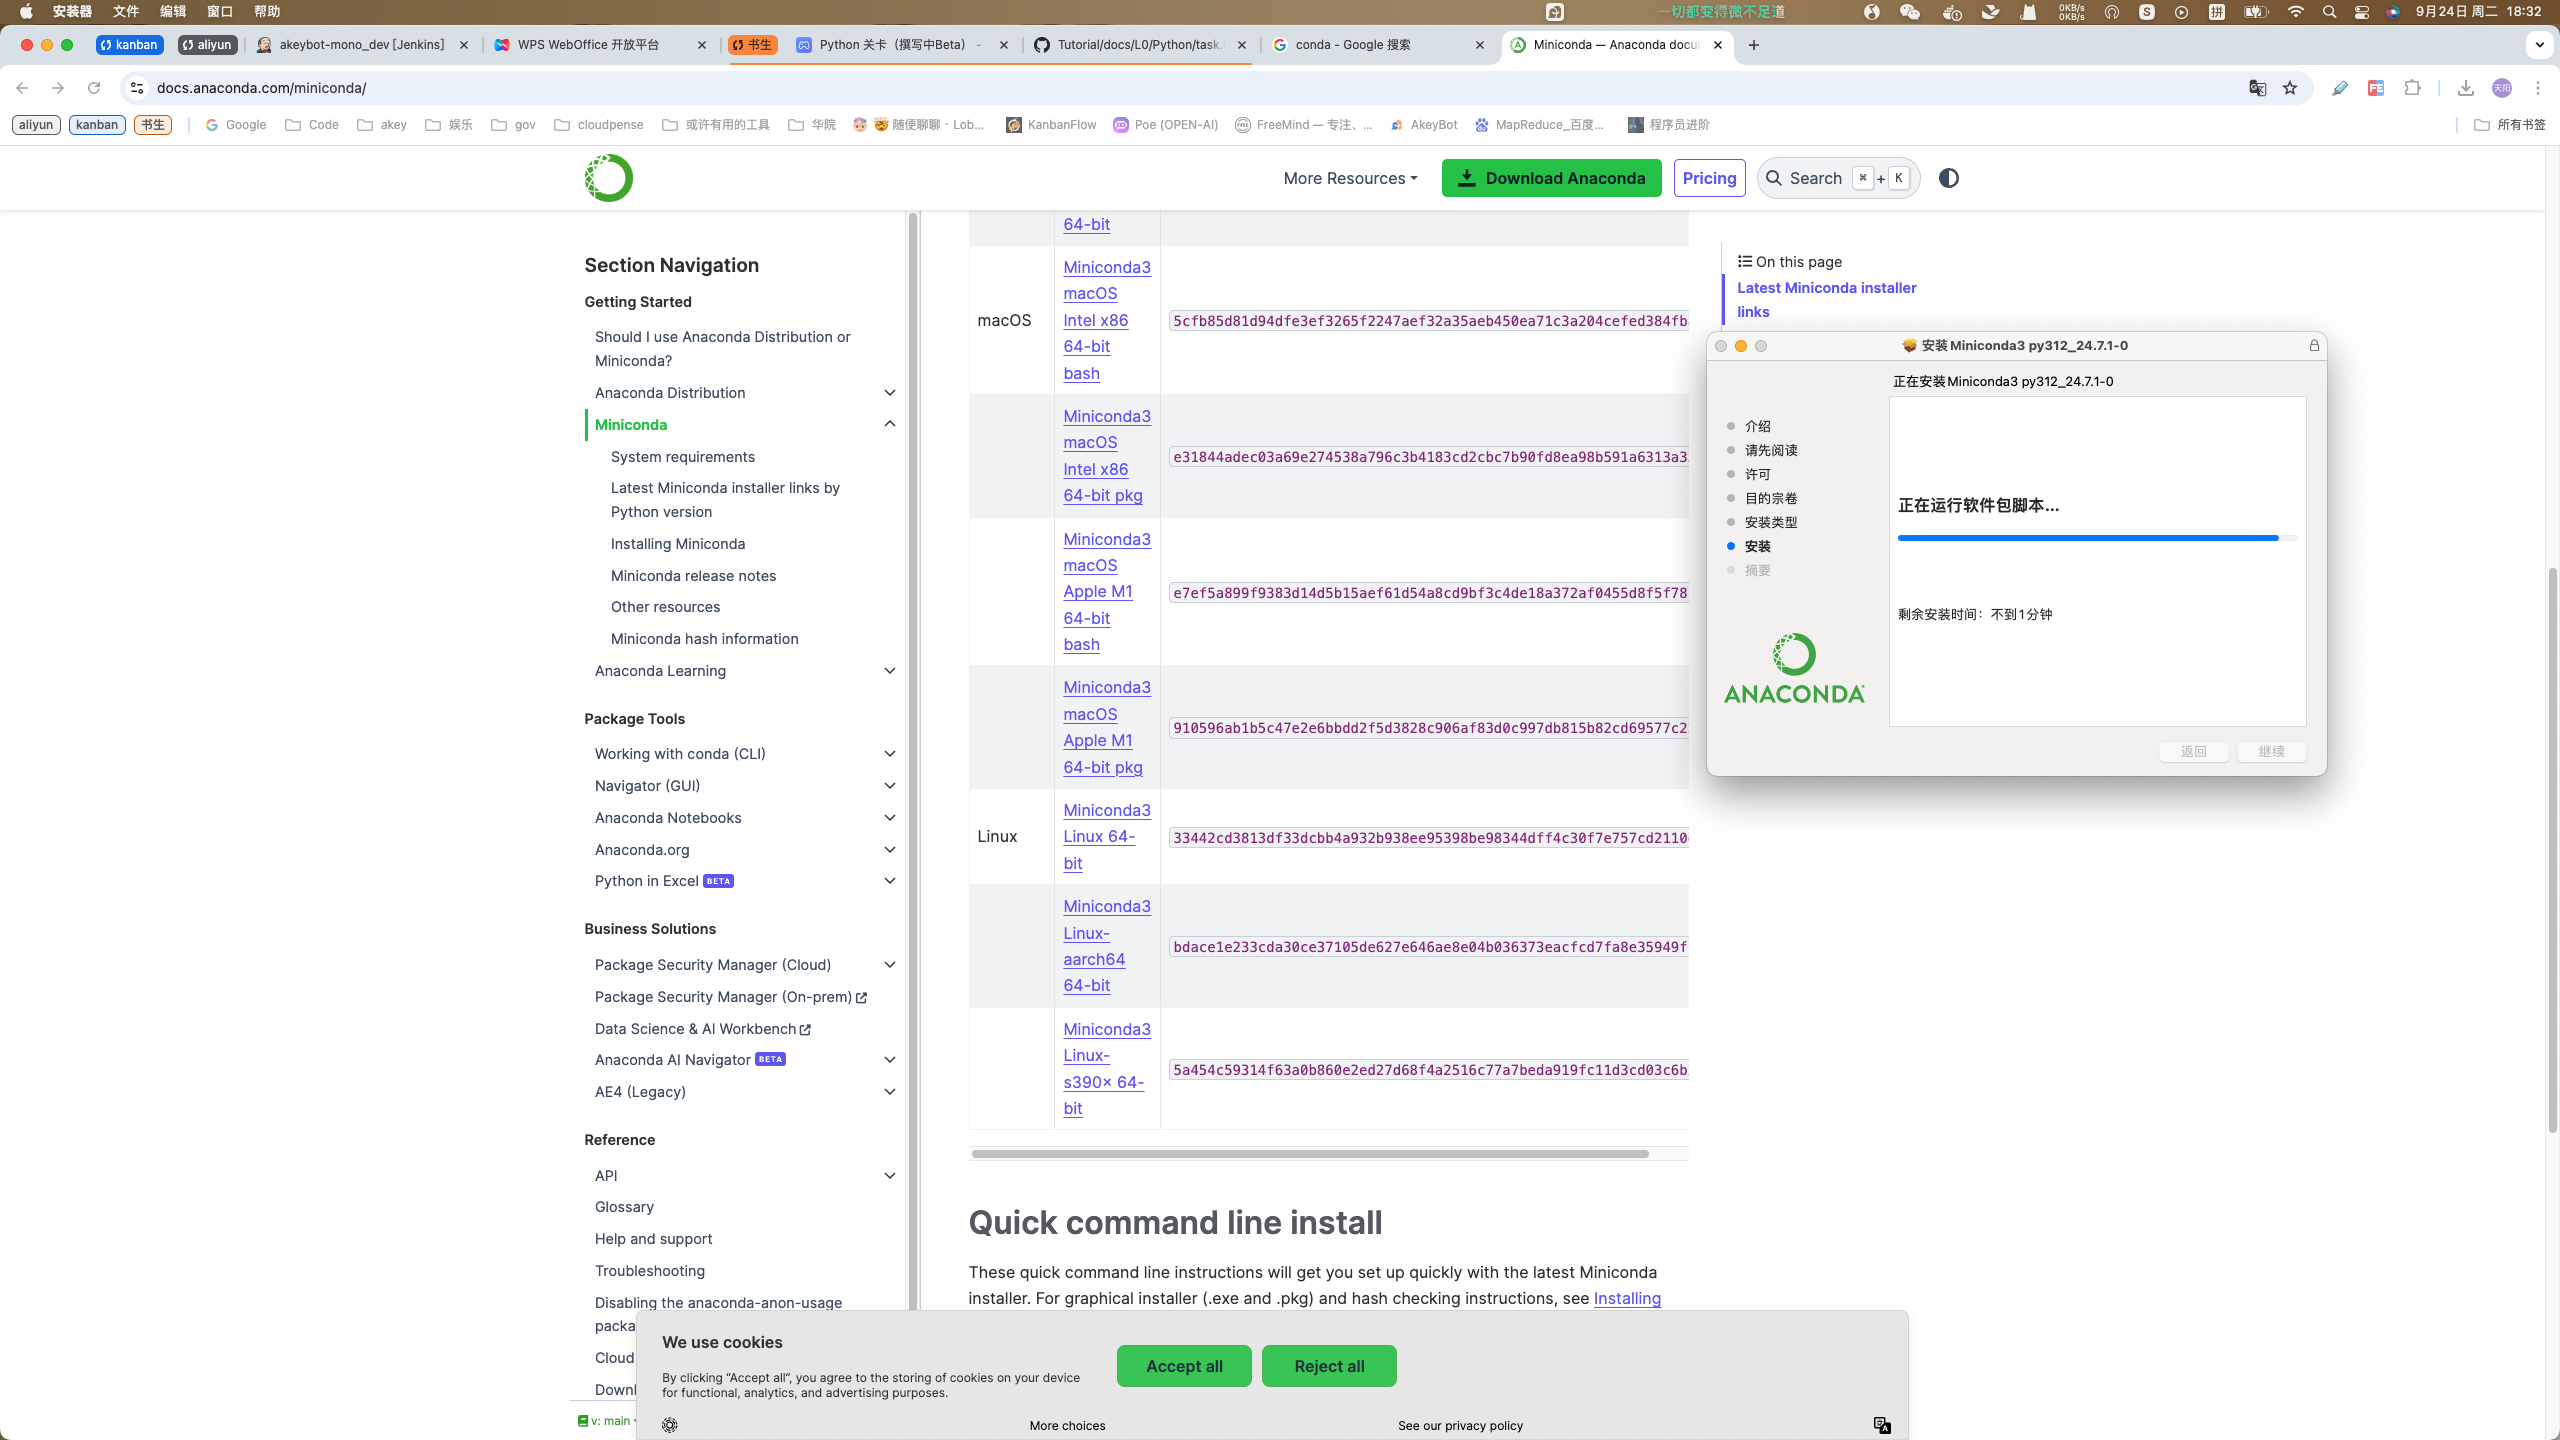 安装器 文件 编辑 窗口 帮助
一切都变得微不足道
0KB/s
0KB/s
9月24日 周二 18:32
kanban
aliyun
akeybot-mono_dev [Jenkins]
WPS WebOffice 开放平台
书生
Python 关卡（撰写中Beta） -
Tutorial/docs/L0/Python/task.
conda - Google 搜索
Miniconda — Anaconda docu
docs.anaconda.com/miniconda/
aliyun
kanban
书生
Google
Code
akey
娱乐
gov
cloudpense
或许有用的工具
华院
随便聊聊 · Lob...
KanbanFlow
Poe (OPEN-AI)
FreeMind — 专注、...
AkeyBot
MapReduce_百度...
程序员进阶
所有书签
More Resources
Download Anaconda
Pricing
Search ⌘ + K
Section Navigation
Getting Started
Should I use Anaconda Distribution or
Miniconda?
Anaconda Distribution
Miniconda
System requirements
Latest Miniconda installer links by
Python version
Installing Miniconda
Miniconda release notes
Other resources
Miniconda hash information
Anaconda Learning
Package Tools
Working with conda (CLI)
Navigator (GUI)
Anaconda Notebooks
Anaconda.org
Python in Excel BETA
Business Solutions
Package Security Manager (Cloud)
Package Security Manager (On-prem)
Data Science & AI Workbench
Anaconda AI Navigator BETA
AE4 (Legacy)
Reference
API
Glossary
Help and support
Troubleshooting
Disabling the anaconda-anon-usage
packa
Cloud
Downl
v: main
64-bit
macOS
Miniconda3
macOS
Intel x86
64-bit
bash
5cfb85d81d94dfe3ef3265f2247aef32a35aeb450ea71c3a204cefed384fb
Miniconda3
macOS
Intel x86
64-bit pkg
e31844adec03a69e274538a796c3b4183cd2cbc7b90fd8ea98b591a6313a3
Miniconda3
macOS
Apple M1
64-bit
bash
e7ef5a899f9383d14d5b15aef61d54a8cd9bf3c4de18a372af0455d8f5f78
Miniconda3
macOS
Apple M1
64-bit pkg
910596ab1b5c47e2e6bbdd2f5d3828c906af83d0c997db815b82cd69577c2
Linux
Miniconda3
Linux 64-
bit
33442cd3813df33dcbb4a932b938ee95398be98344dff4c30f7e757cd2110
Miniconda3
Linux-
aarch64
64-bit
bdace1e233cda30ce37105de627e646ae8e04b036373eacfcd7fa8e35949f
Miniconda3
Linux-
s390x 64-
bit
5a454c59314f63a0b860e2ed27d68f4a2516c77a7beda919fc11d3cd03c6b
Quick command line install
These quick command line instructions will get you set up quickly with the latest Miniconda
installer. For graphical installer (.exe and .pkg) and hash checking instructions, see Installing
On this page
Latest Miniconda installer
links
安装 Miniconda3 py312_24.7.1-0
正在安装 Miniconda3 py312_24.7.1-0
介绍
请先阅读
许可
目的宗卷
安装类型
安装
摘要
正在运行软件包脚本...
剩余安装时间：不到 1 分钟
ANACONDA
返回
继续
We use cookies
By clicking “Accept all”, you agree to the storing of cookies on your device
for functional, analytics, and advertising purposes.
Accept all
Reject all
More choices
See our privacy policy